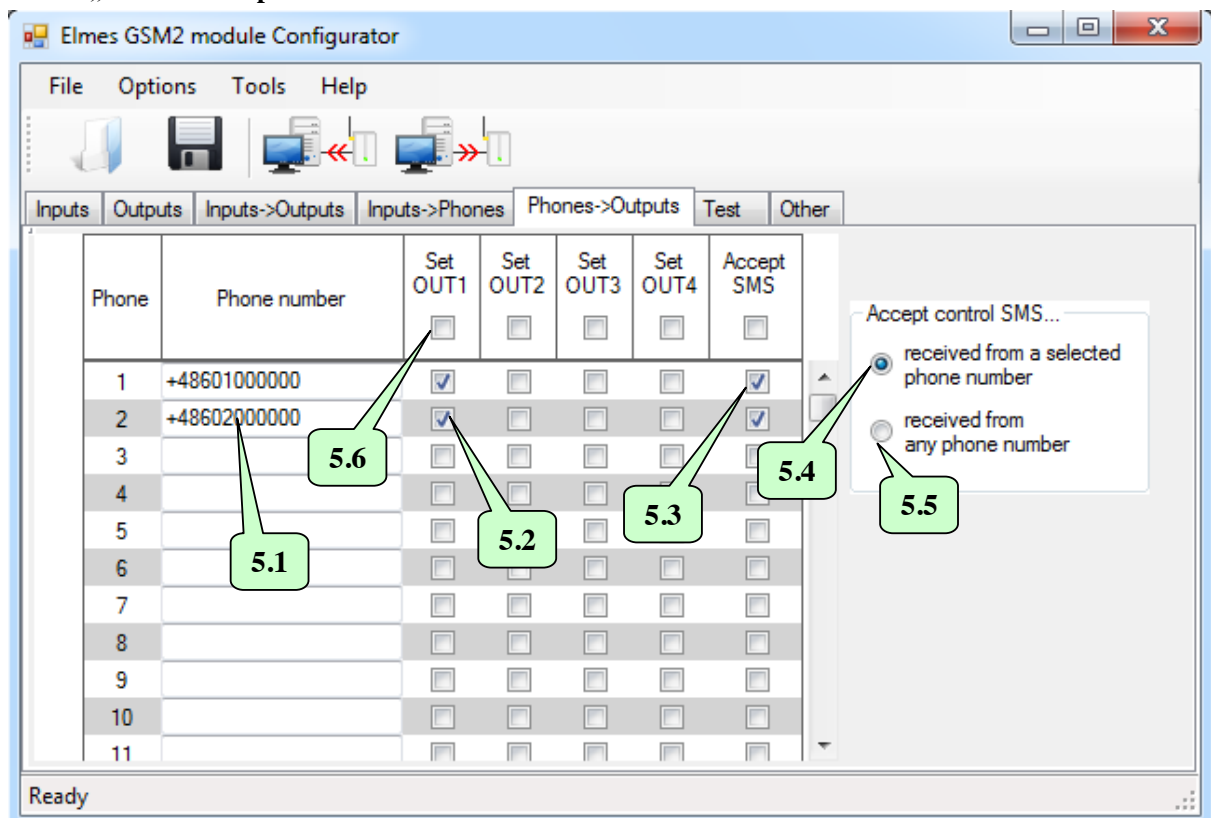 Elmes GSM2 module Configurator
File Options Tools Help
Inputs Outputs Inputs->Outputs Inputs->Phones Phones->Outputs Test Other
Phone Phone number Set OUT1 Set OUT2 Set OUT3 Set OUT4 Accept SMS
1 +48601000000
2 +48602000000
3
4
5
6
7
8
9
10
11
5.6
5.2
5.1
5.3
5.4
5.5
Accept control SMS...
received from a selected
phone number
received from
any phone number
Ready